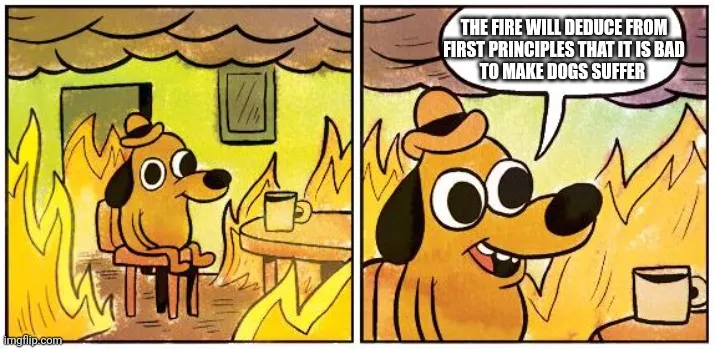 THE FIRE WILL DEDUCE FROM
FIRST PRINCIPLES THAT IT IS BAD
TO MAKE DOGS SUFFER
imgflip.com